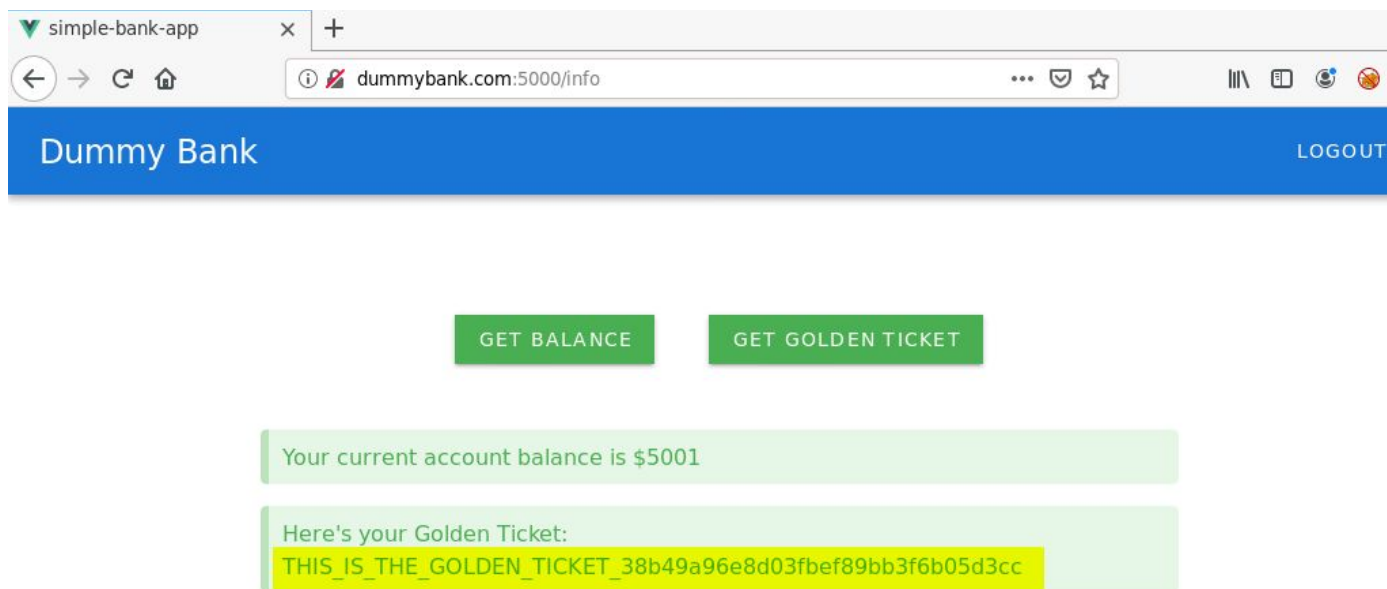 simple-bank-app
dummybank.com:5000/info
Dummy Bank
LOGOUT
GET BALANCE
GET GOLDEN TICKET
Your current account balance is $5001
Here's your Golden Ticket:
THIS_IS_THE_GOLDEN_TICKET_38b49a96e8d03fbef89bb3f6b05d3cc